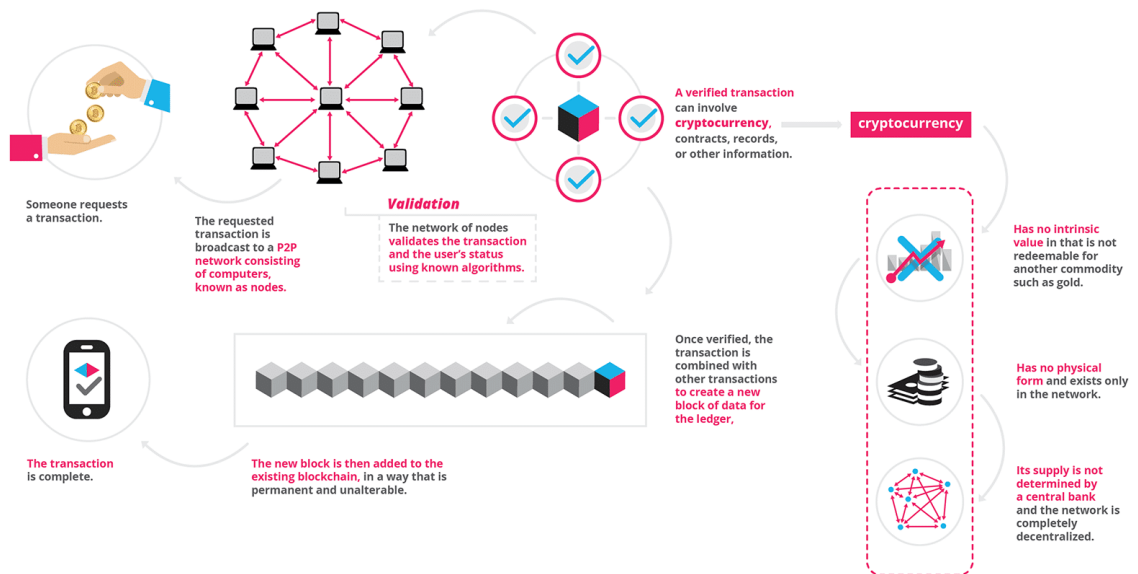 Someone requests
a transaction.
The requested
transaction is
broadcast to a P2P
network consisting
of computers,
known as nodes.
Validation
The network of nodes
validates the transaction
and the user's status
using known algorithms.
A verified transaction
can involve
cryptocurrency,
contracts, records,
or other information.
cryptocurrency
Has no intrinsic
value in that is not
redeemable for
another commodity
such as gold.
Has no physical
form and exists only
in the network.
Its supply is not
determined by
a central bank
and the network is
completely
decentralized.
Once verified, the
transaction is
combined with
other transactions
to create a new
block of data for
the ledger,
The new block is then added to the
existing blockchain, in a way that is
permanent and unalterable.
The transaction
is complete.